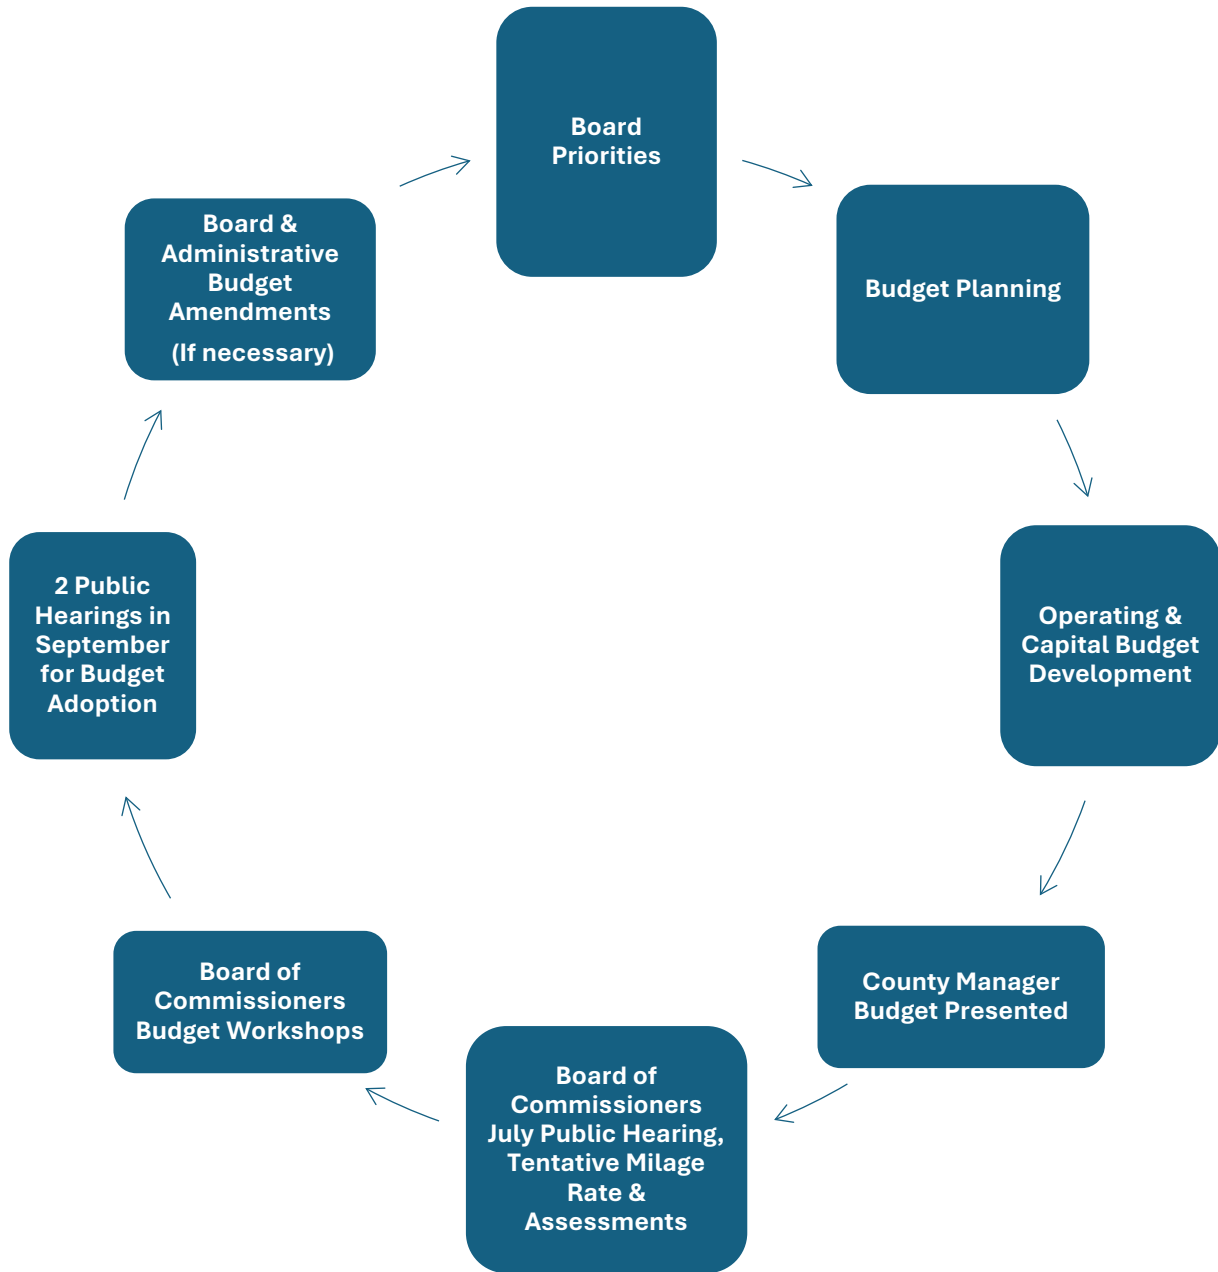 Board
Priorities
Budget Planning
Operating &
Capital Budget
Development
County Manager
Budget Presented
Board of
Commissioners
July Public Hearing,
Tentative Milage
Rate &
Assessments
Board of
Commissioners
Budget Workshops
2 Public
Hearings in
September
for Budget
Adoption
Board &
Administrative
Budget
Amendments
(If necessary)